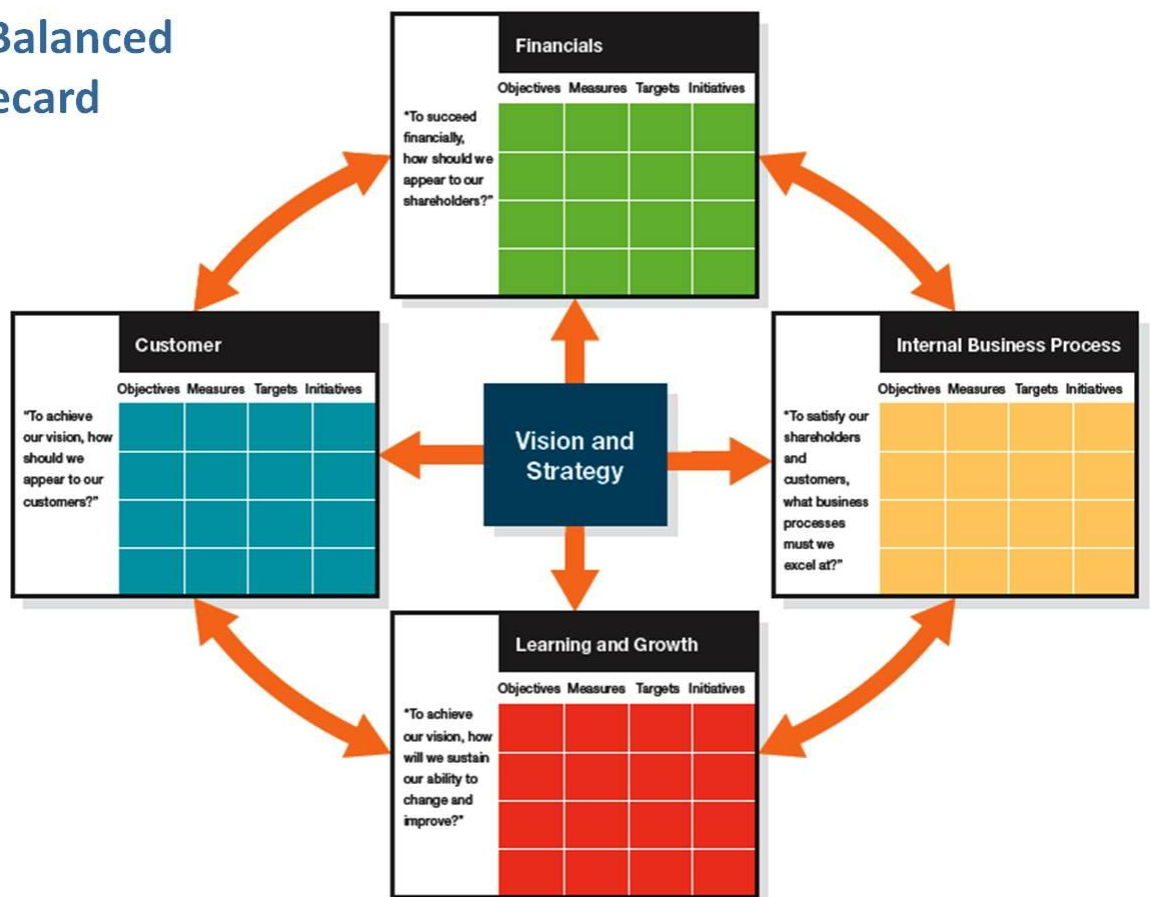 Balanced
ecard
Financials
Objectives Measures Targets Initiatives
"To succeed
financially,
how should we
appear to our
shareholders?"
Customer
Objectives Measures Targets Initiatives
"To achieve
our vision, how
should we
appear to our
customers?"
Vision and
Strategy
Internal Business Process
Objectives Measures Targets Initiatives
"To satisfy our
shareholders
and
customers,
what business
processes
must we
excel at?"
Learning and Growth
Objectives Measures Targets Initiatives
"To achieve
our vision, how
will we sustain
our ability to
change and
improve?"